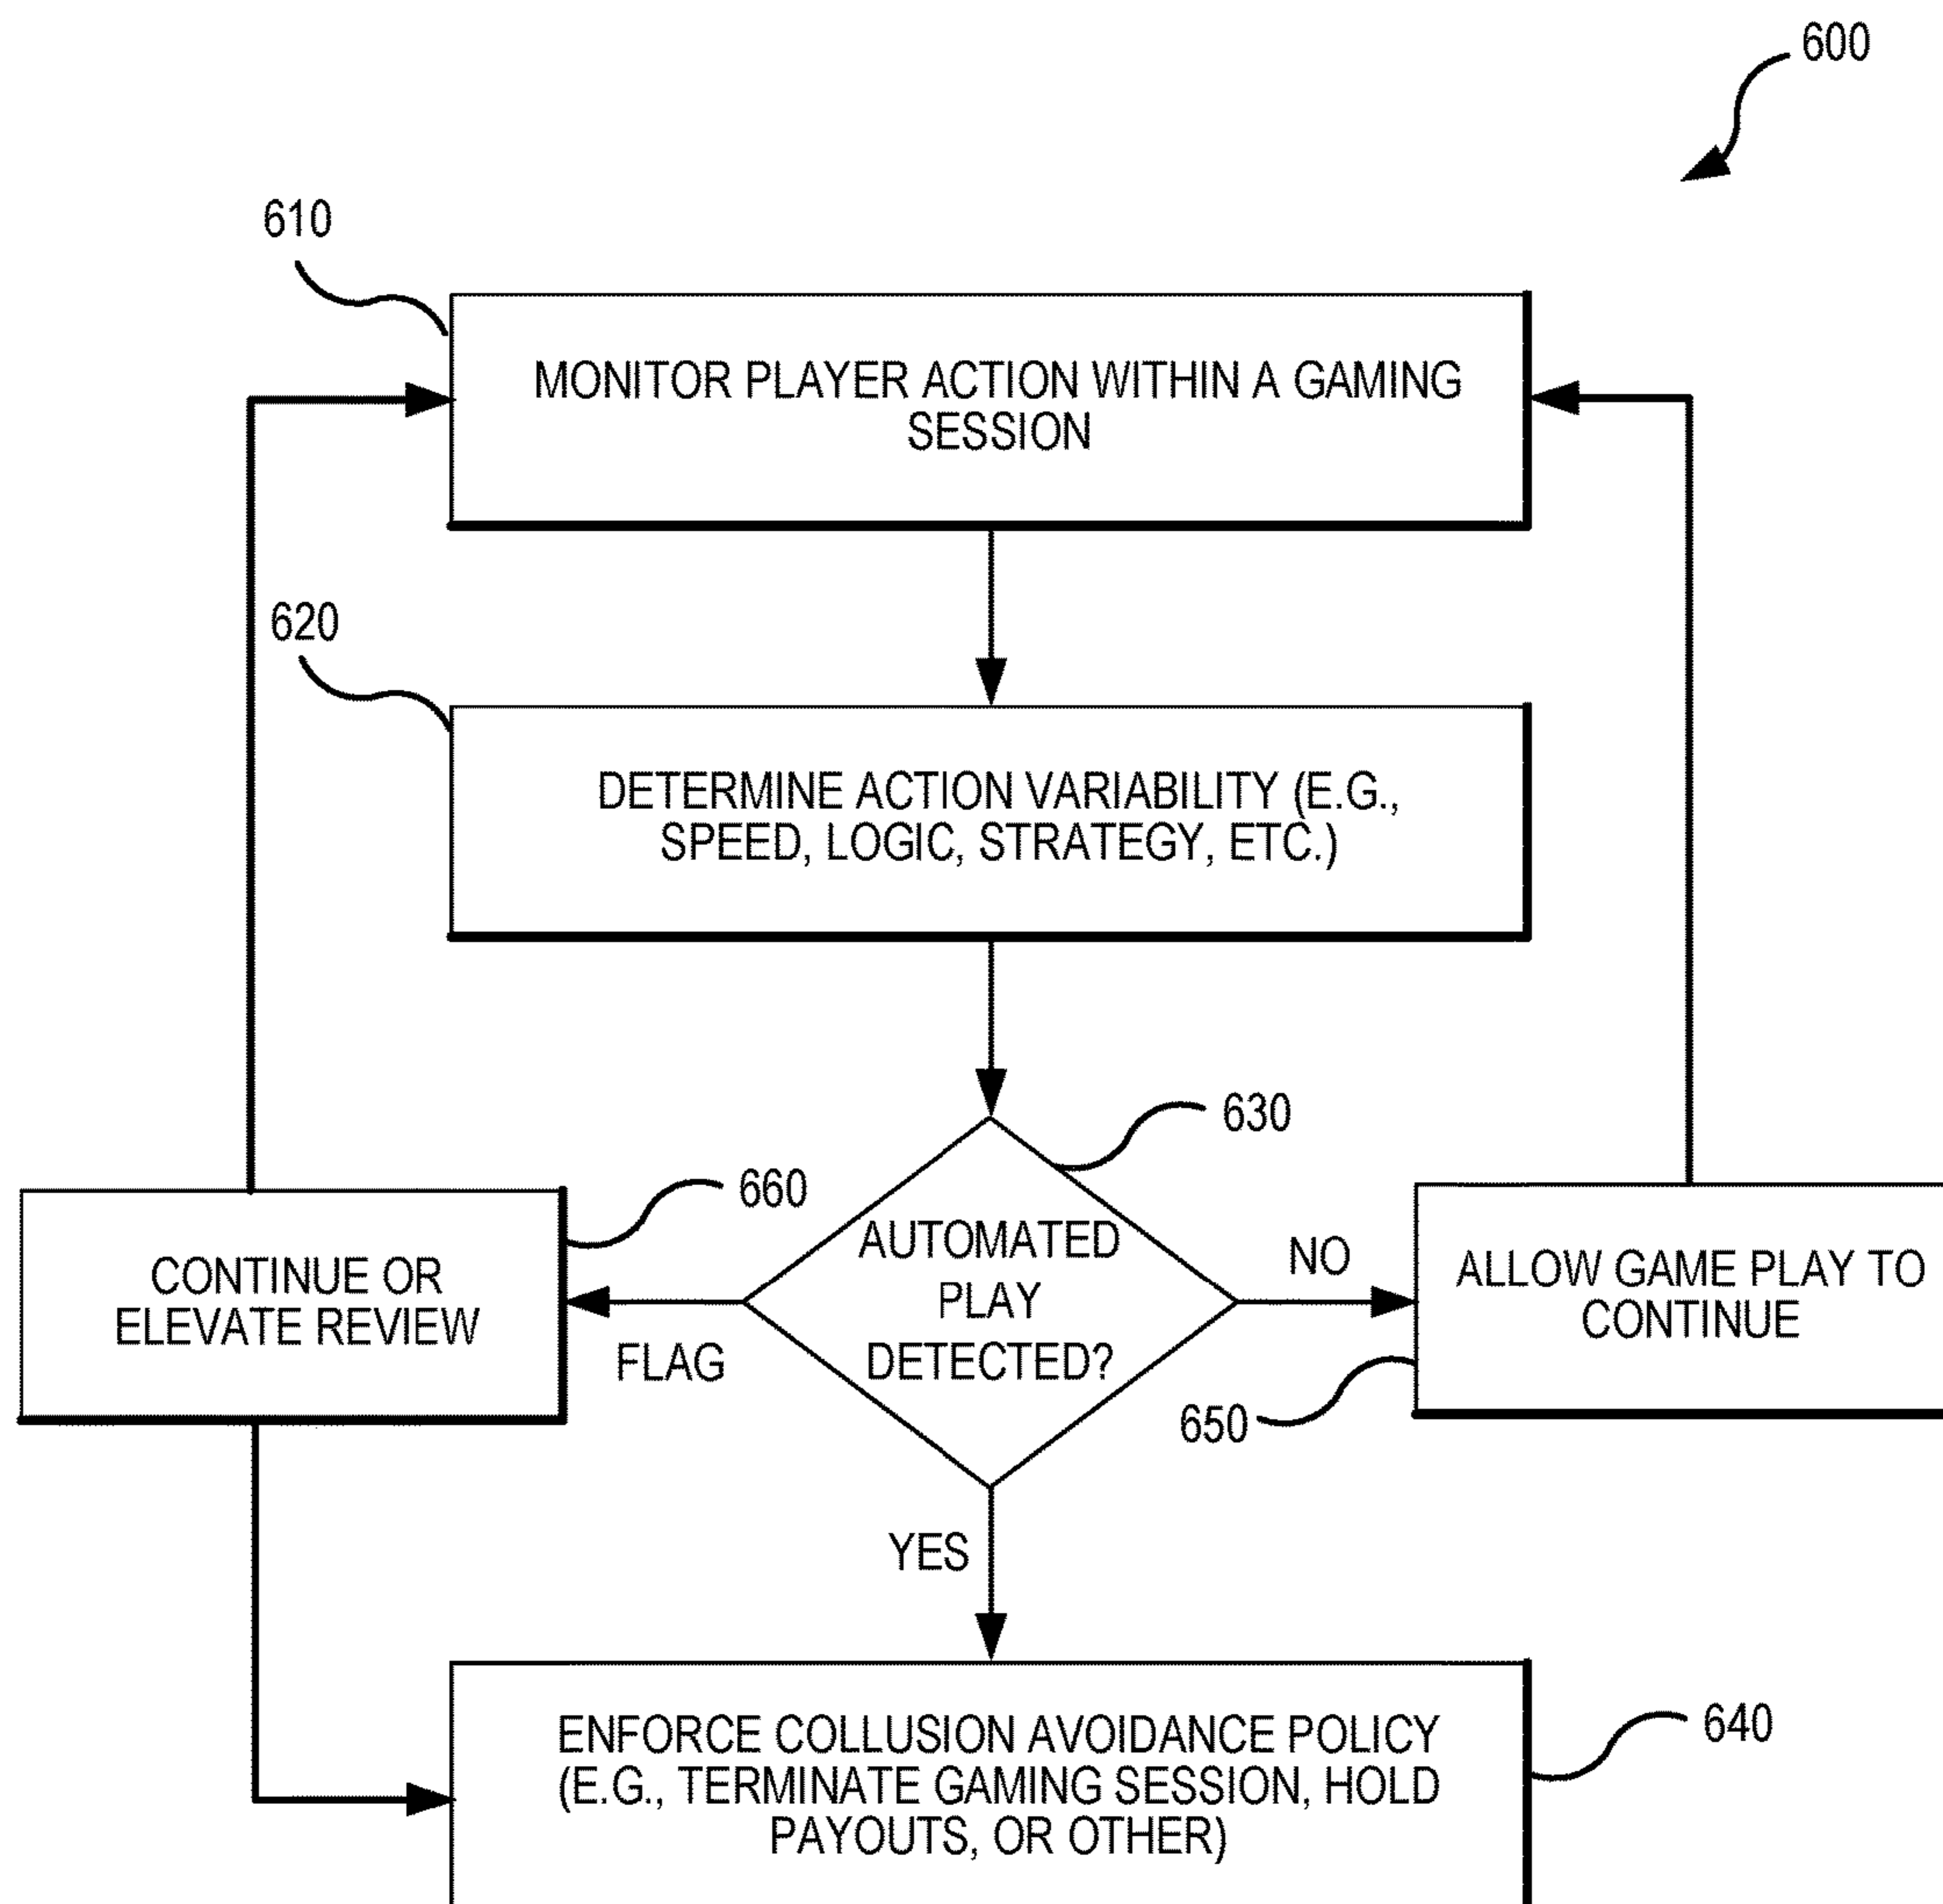 600
610
MONITOR PLAYER ACTION WITHIN A GAMING
SESSION
620
DETERMINE ACTION VARIABILITY (E.G.,
SPEED, LOGIC, STRATEGY, ETC.)
630
660
AUTOMATED
PLAY
DETECTED?
CONTINUE OR
ELEVATE REVIEW
FLAG
NO
ALLOW GAME PLAY TO
CONTINUE
650
YES
ENFORCE COLLUSION AVOIDANCE POLICY
(E.G., TERMINATE GAMING SESSION, HOLD
PAYOUTS, OR OTHER)
640